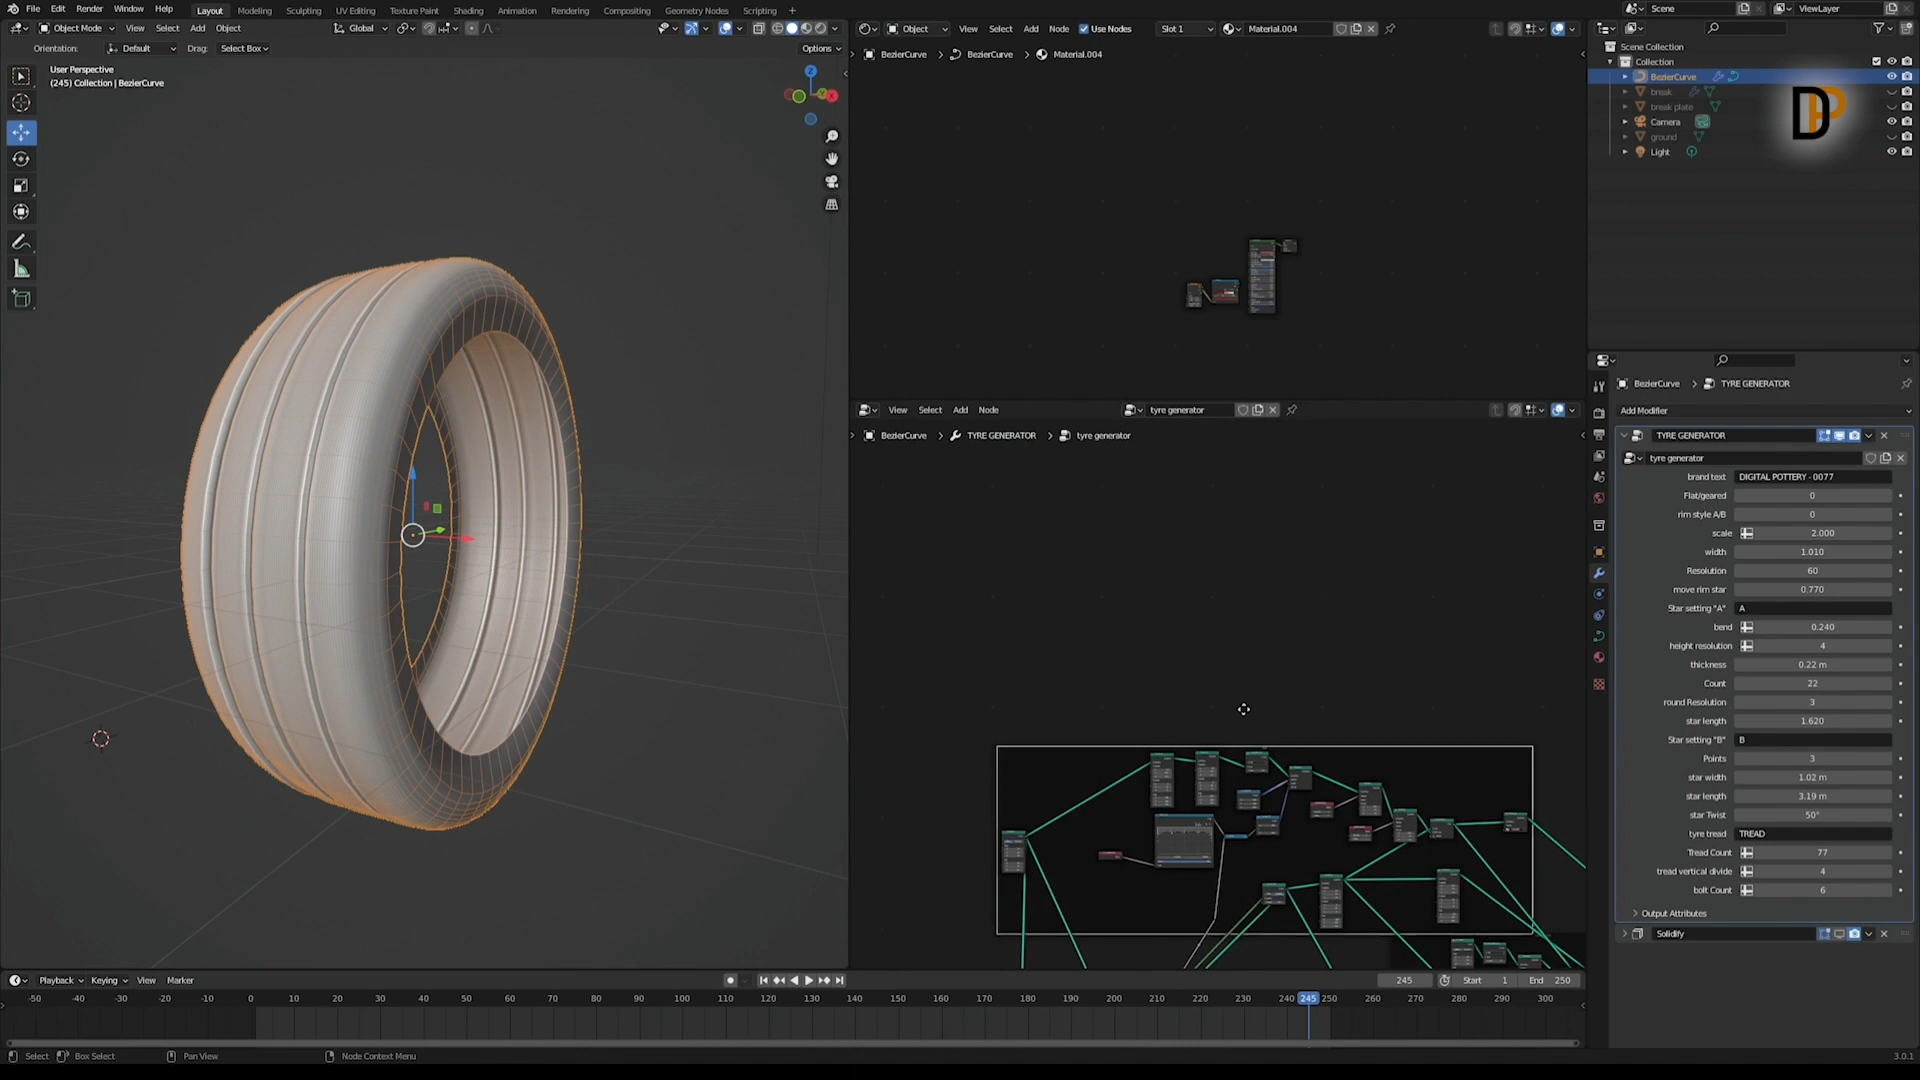 File Edit Render Window Help Layout Modeling Sculpting UV Editing Texture Paint Shading Animation Rendering Compositing Geometry Nodes Scripting + Scene ViewLayer
Object Mode View Select Add Object Global Object View Select Add Node Use Nodes Slot 1 Material.004
Orientation: Default Drag: Select Box Options
Scene Collection
BezierCurve BezierCurve Material.004
Collection
User Perspective
(245) Collection | BezierCurve
Z
Y
X
BezierCurve
break
break plate
Camera
ground
Light
DP
BezierCurve TYRE GENERATOR
View Select Add Node tyre generator
Add Modifier
BezierCurve TYRE GENERATOR tyre generator
TYRE GENERATOR
tyre generator
brand text DIGITAL POTTERY - 0077
Flat/geared 0
rim style A/B 0
scale 2.000
width 1.010
Resolution 60
move rim star 0.770
Star setting "A" A
bend 0.240
height resolution 4
thickness 0.22 m
Count 22
round Resolution 3
star length 1.620
Star setting "B" B
Points 3
star width 1.02 m
star length 3.19 m
star Twist 50°
tyre tread TREAD
Tread Count 77
tread vertical divide 4
bolt Count 6
Output Attributes
Solidify
Playback Keying View Marker 245 Start 1 End 250
-50 -40 -30 -20 -10 0 10 20 30 40 50 60 70 80 90 100 110 120 130 140 150 160 170 180 190 200 210 220 230 240 245 250 260 270 280 290 300
Select Box Select Pan View Node Context Menu 3.0.1